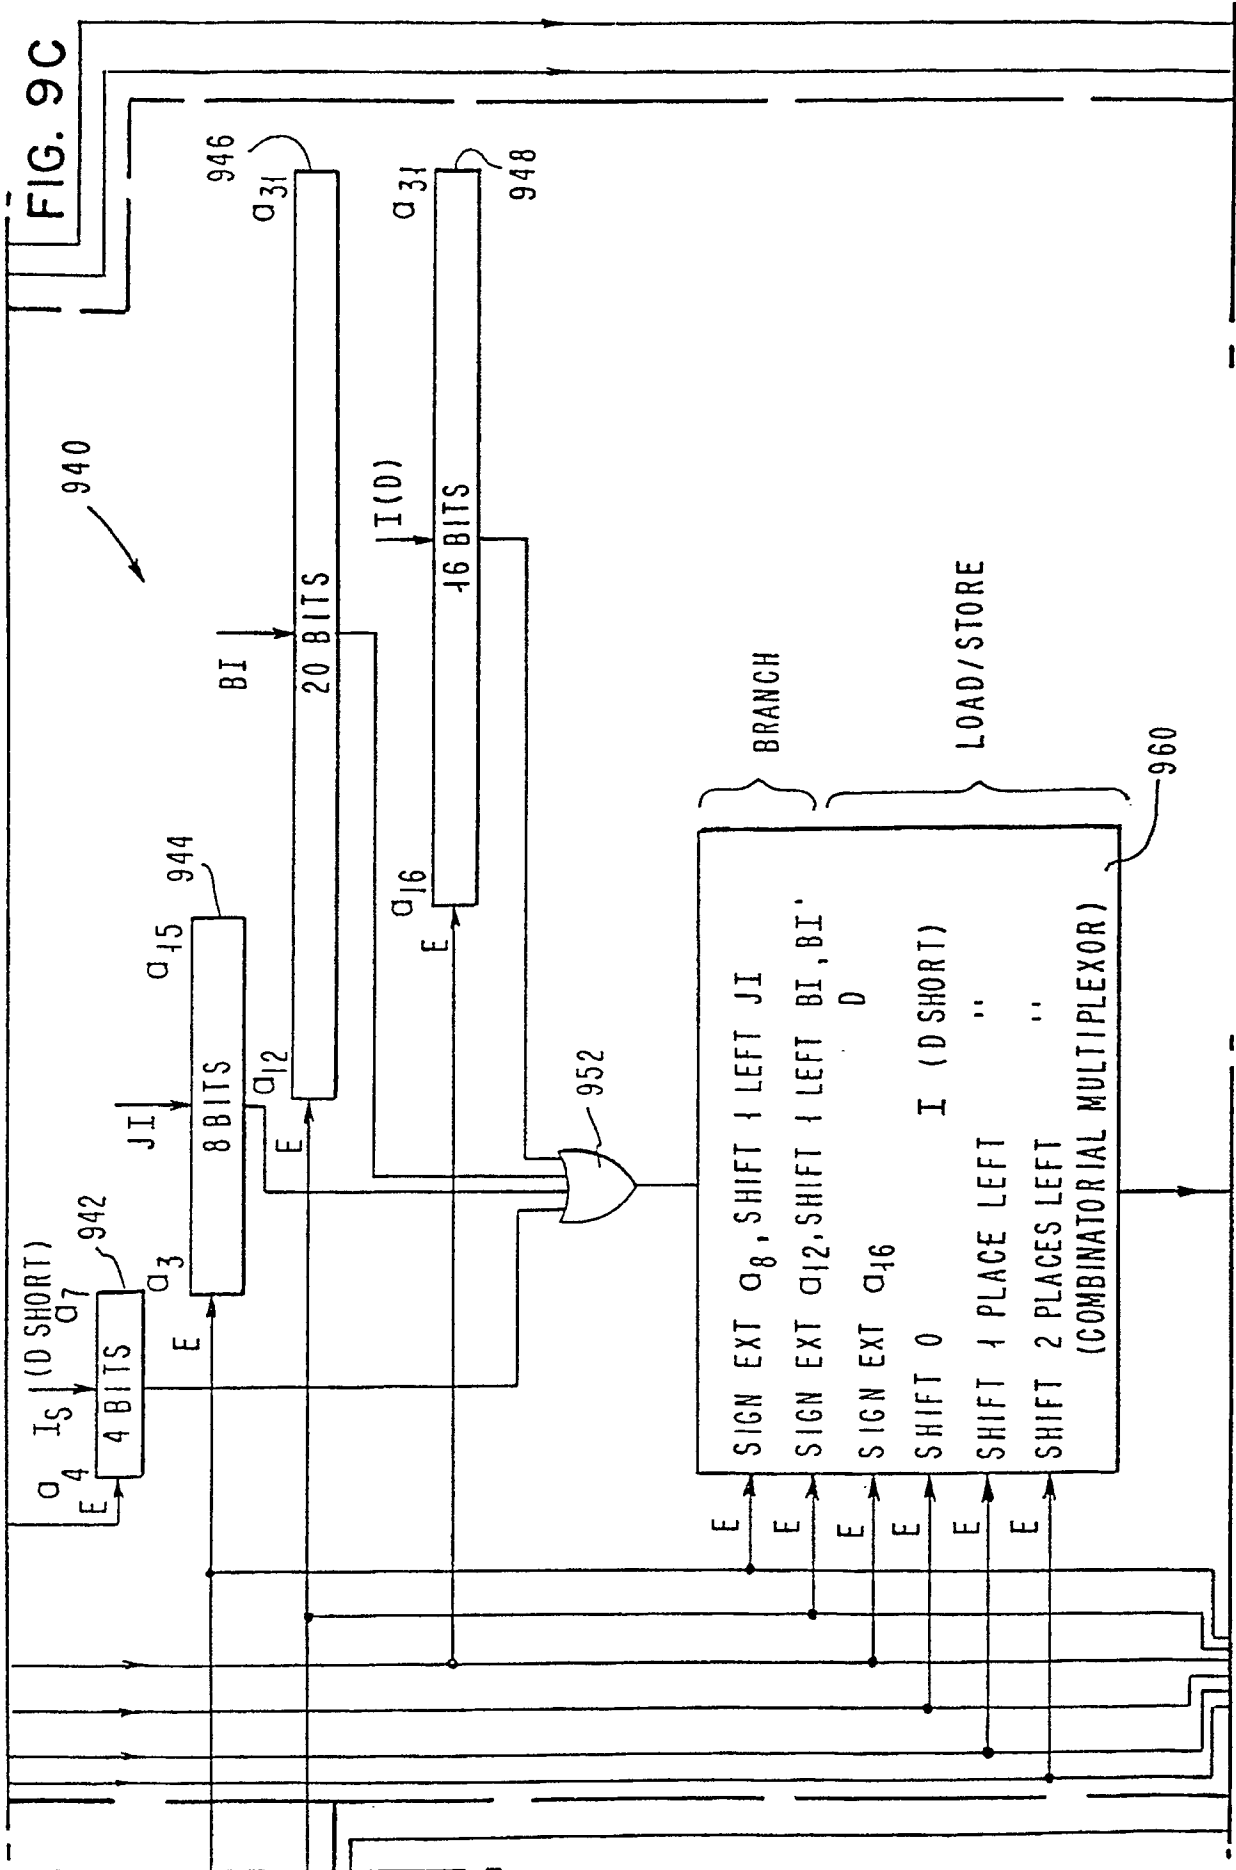 FIG. 9C
940
a4 IS (D SHORT) a7
E
4 BITS
942
JI
a3
a15
E
8 BITS
944
BI
a12
a31
E
20 BITS
946
I(D)
a16
a31
E
16 BITS
948
952
E SIGN EXT a8, SHIFT 1 LEFT JI
E SIGN EXT a12, SHIFT 1 LEFT BI, BI'
E SIGN EXT a16 D
E SHIFT 0 I (D SHORT)
E SHIFT 1 PLACE LEFT "
E SHIFT 2 PLACES LEFT "
(COMBINATORIAL MULTIPLEXOR)
BRANCH
LOAD/STORE
960